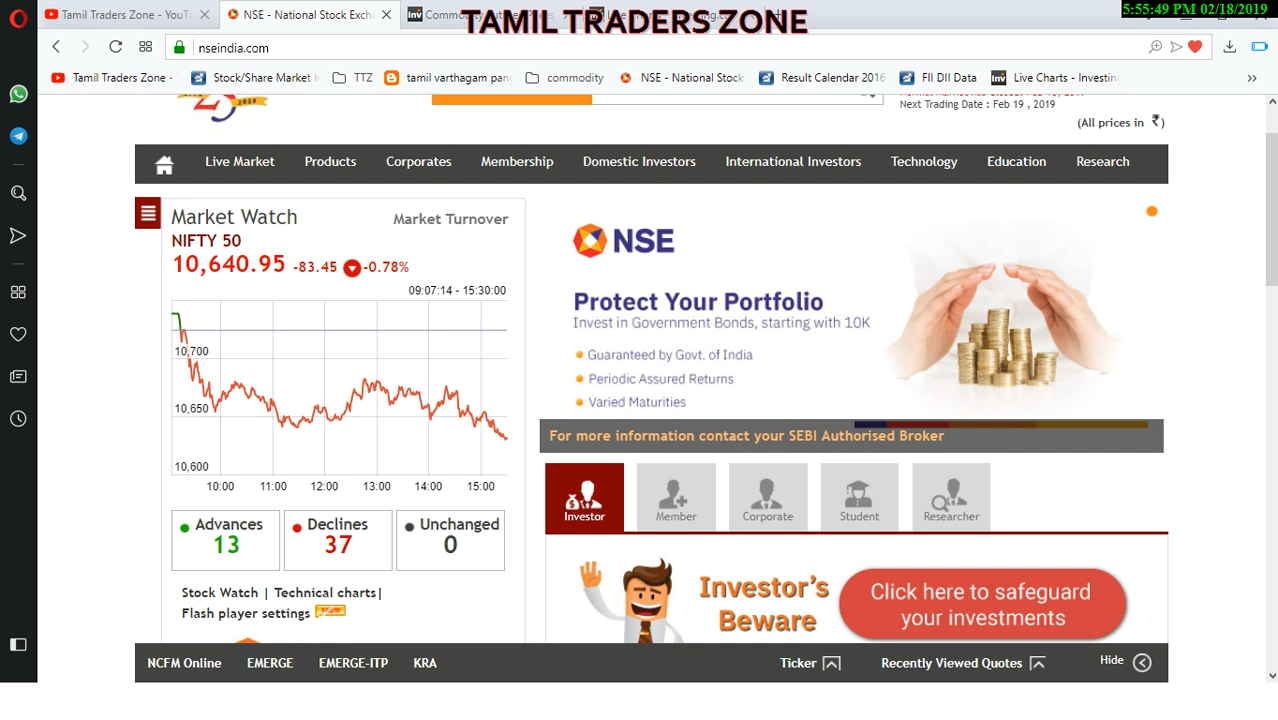 Tamil Traders Zone - YouT
NSE - National Stock Exch
TAMIL TRADERS ZONE
5:55:49 PM 02/18/2019
nseindia.com
Tamil Traders Zone -
Stock/Share Market
TTZ
tamil varthagam pan
commodity
NSE - National Stock
Result Calendar 2016
FII DII Data
Live Charts - Investin
Next Trading Date : Feb 19 , 2019
(All prices in ₹)
Live Market
Products
Corporates
Membership
Domestic Investors
International Investors
Technology
Education
Research
Market Watch
Market Turnover
NIFTY 50
10,640.95 -83.45 -0.78%
09:07:14 - 15:30:00
10,700
10,650
10,600
10:00 11:00 12:00 13:00 14:00 15:00
Advances
13
Declines
37
Unchanged
0
Stock Watch | Technical charts|
Flash player settings
NSE
Protect Your Portfolio
Invest in Government Bonds, starting with 10K
Guaranteed by Govt. of India
Periodic Assured Returns
Varied Maturities
For more information contact your SEBI Authorised Broker
Investor
Member
Corporate
Student
Researcher
Investor's
Beware
Click here to safeguard
your investments
NCFM Online
EMERGE
EMERGE-ITP
KRA
Ticker
Recently Viewed Quotes
Hide